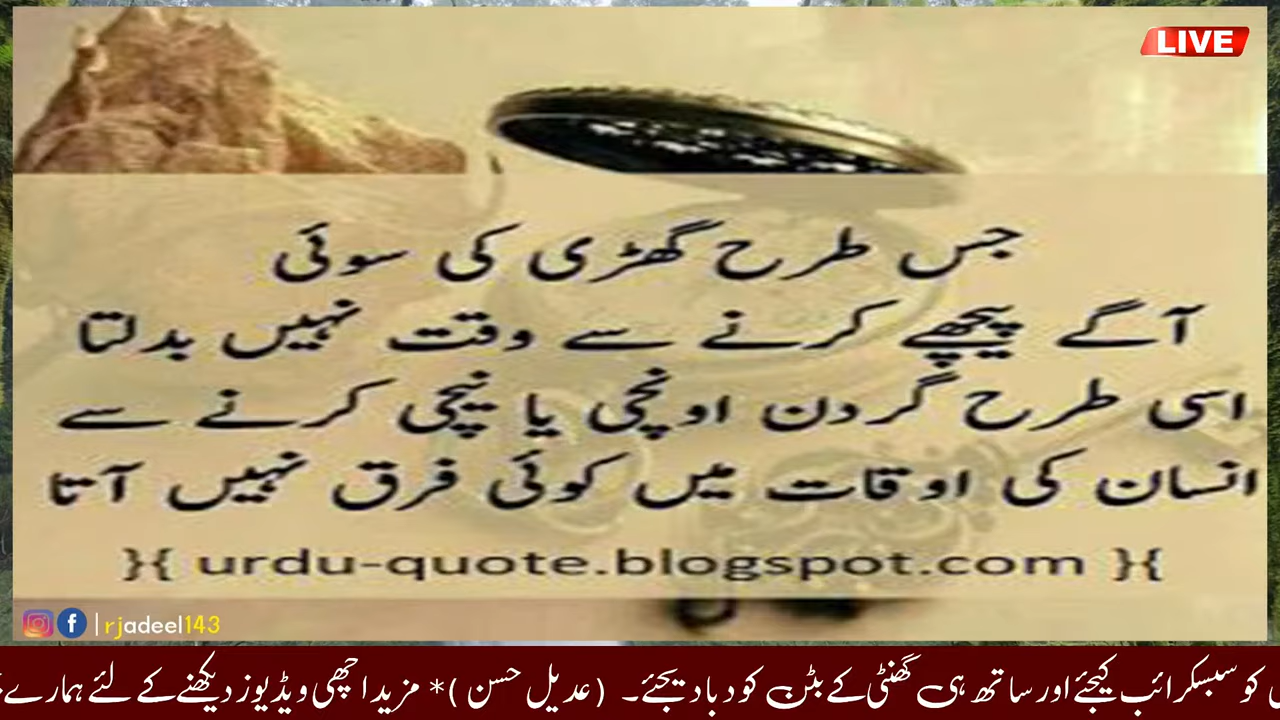 LIVE
جس طرح گھڑی کی سوئی
آگے پیچھے کرنے سے وقت نہیں بدلتا
اسی طرح گردن اونچی یا نیچی کرنے سے
انسان کی اوقات میں کوئی فرق نہیں آتا
}{ urdu-quote.blogspot.com }{
|rjadeel143
کو سبسکرائب کیجئے اور ساتھ ہی گھنٹی کے بٹن کو دبا دیجئے۔ (عدیل حسن )* مزید اچھی ویڈیوز دیکھنے کے لئے ہمارے